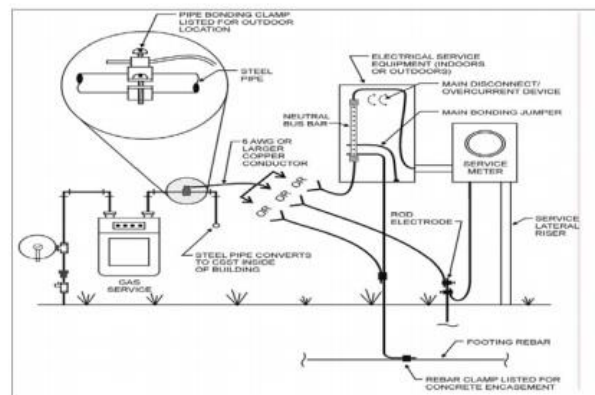 PIPE BONDING CLAMP
LISTED FOR OUTDOOR
LOCATION
STEEL
PIPE
ELECTRICAL SERVICE
EQUIPMENT (INDOORS
OR OUTDOORS)
MAIN DISCONNECT/
OVERCURRENT DEVICE
NEUTRAL
BUS BAR
MAIN BONDING JUMPER
6 AWG OR
LARGER
COPPER
CONDUCTOR
SERVICE
METER
OR
OR
OR
ROD
ELECTRODE
SERVICE
LATERAL
RISER
STEEL PIPE CONVERTS
TO CSST INSIDE
OF BUILDING
GAS
SERVICE
FOOTING REBAR
REBAR CLAMP LISTED FOR
CONCRETE ENCASEMENT